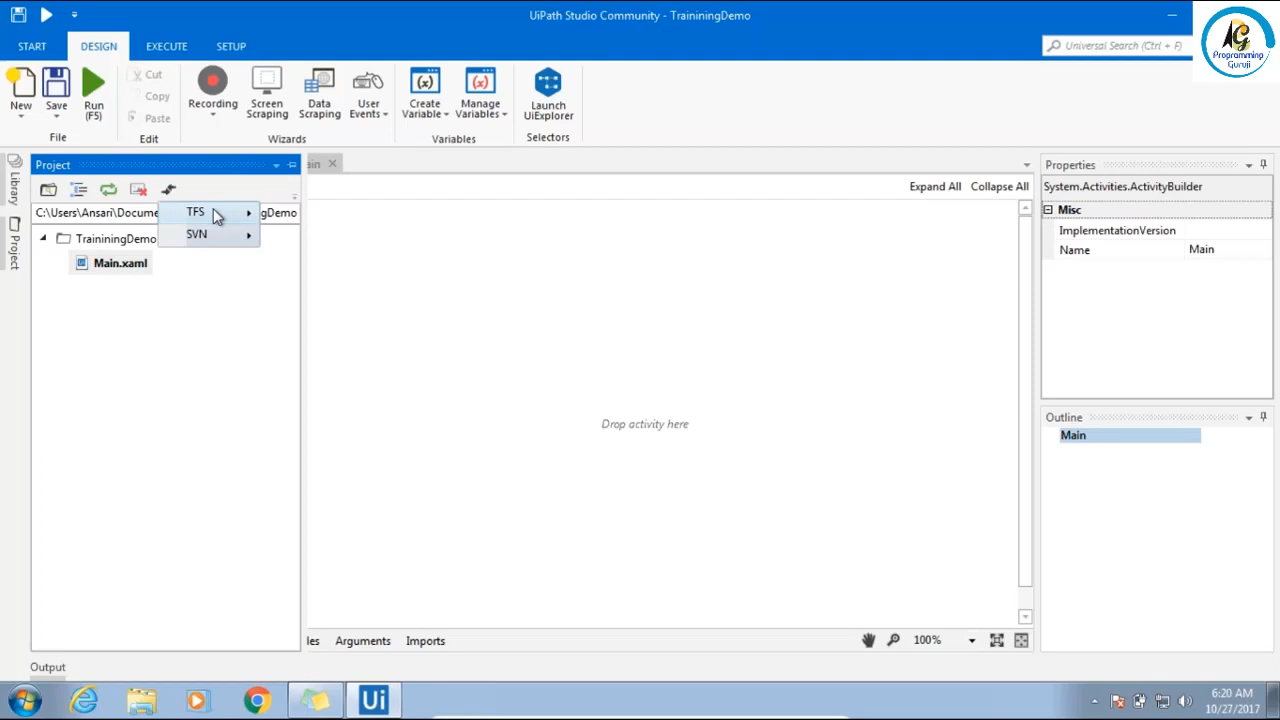 UiPath Studio Community - TraininingDemo
START
DESIGN
EXECUTE
SETUP
Universal Search (Ctrl + F)
Programming
Guruji
New
Save
Run
(F5)
Cut
Copy
Paste
Recording
Screen
Scraping
Data
Scraping
User
Events
Create
Variable
Manage
Variables
Launch
UiExplorer
File
Edit
Wizards
Variables
Selectors
Library
Project
Project
C:\Users\Ansari\Docume
gDemo
TFS
SVN
TraininingDemo
Main.xaml
ain
Expand All
Collapse All
Drop activity here
les
Arguments
Imports
100%
Properties
System.Activities.ActivityBuilder
Misc
ImplementationVersion
Name
Main
Outline
Main
Output
Ui
6:20 AM
10/27/2017